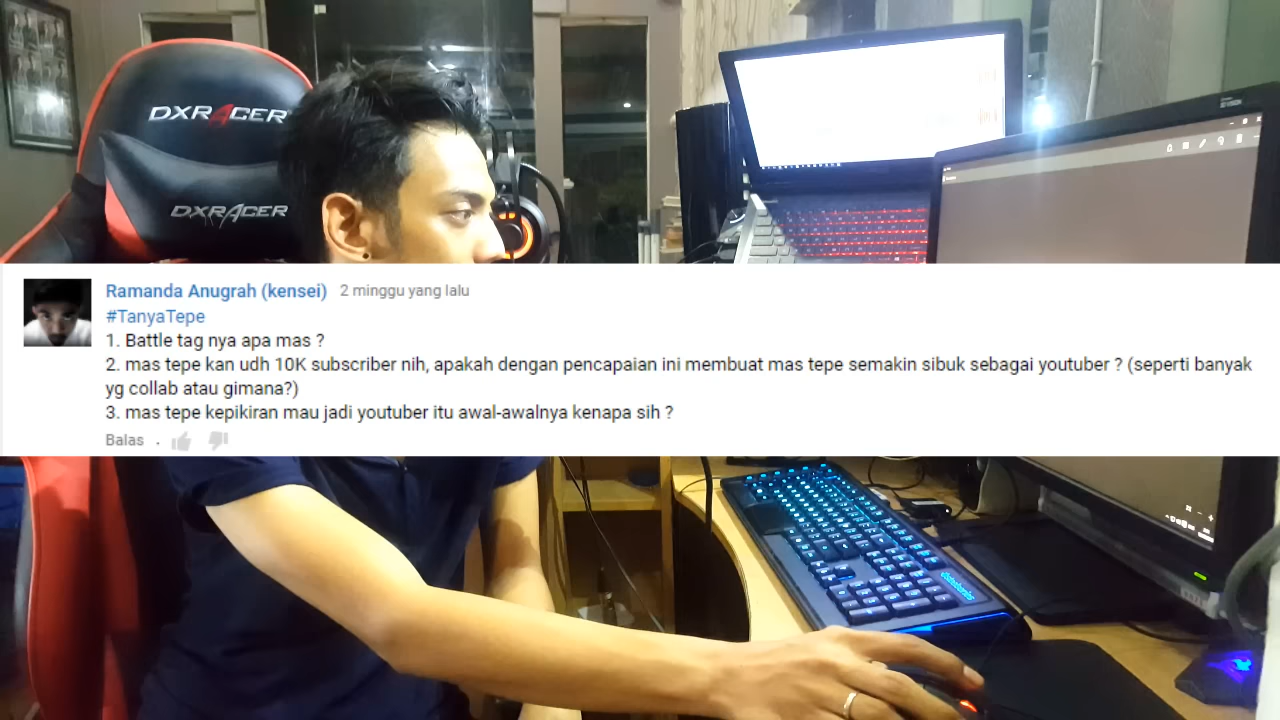 DXRACER
DXRACER
Ramanda Anugrah (kensei) 2 minggu yang lalu
#TanyaTepe
1. Battle tag nya apa mas ?
2. mas tepe kan udh 10K subscriber nih, apakah dengan pencapaian ini membuat mas tepe semakin sibuk sebagai youtuber ? (seperti banyak
yg collab atau gimana?)
3. mas tepe kepikiran mau jadi youtuber itu awal-awalnya kenapa sih ?
Balas .
steelseries